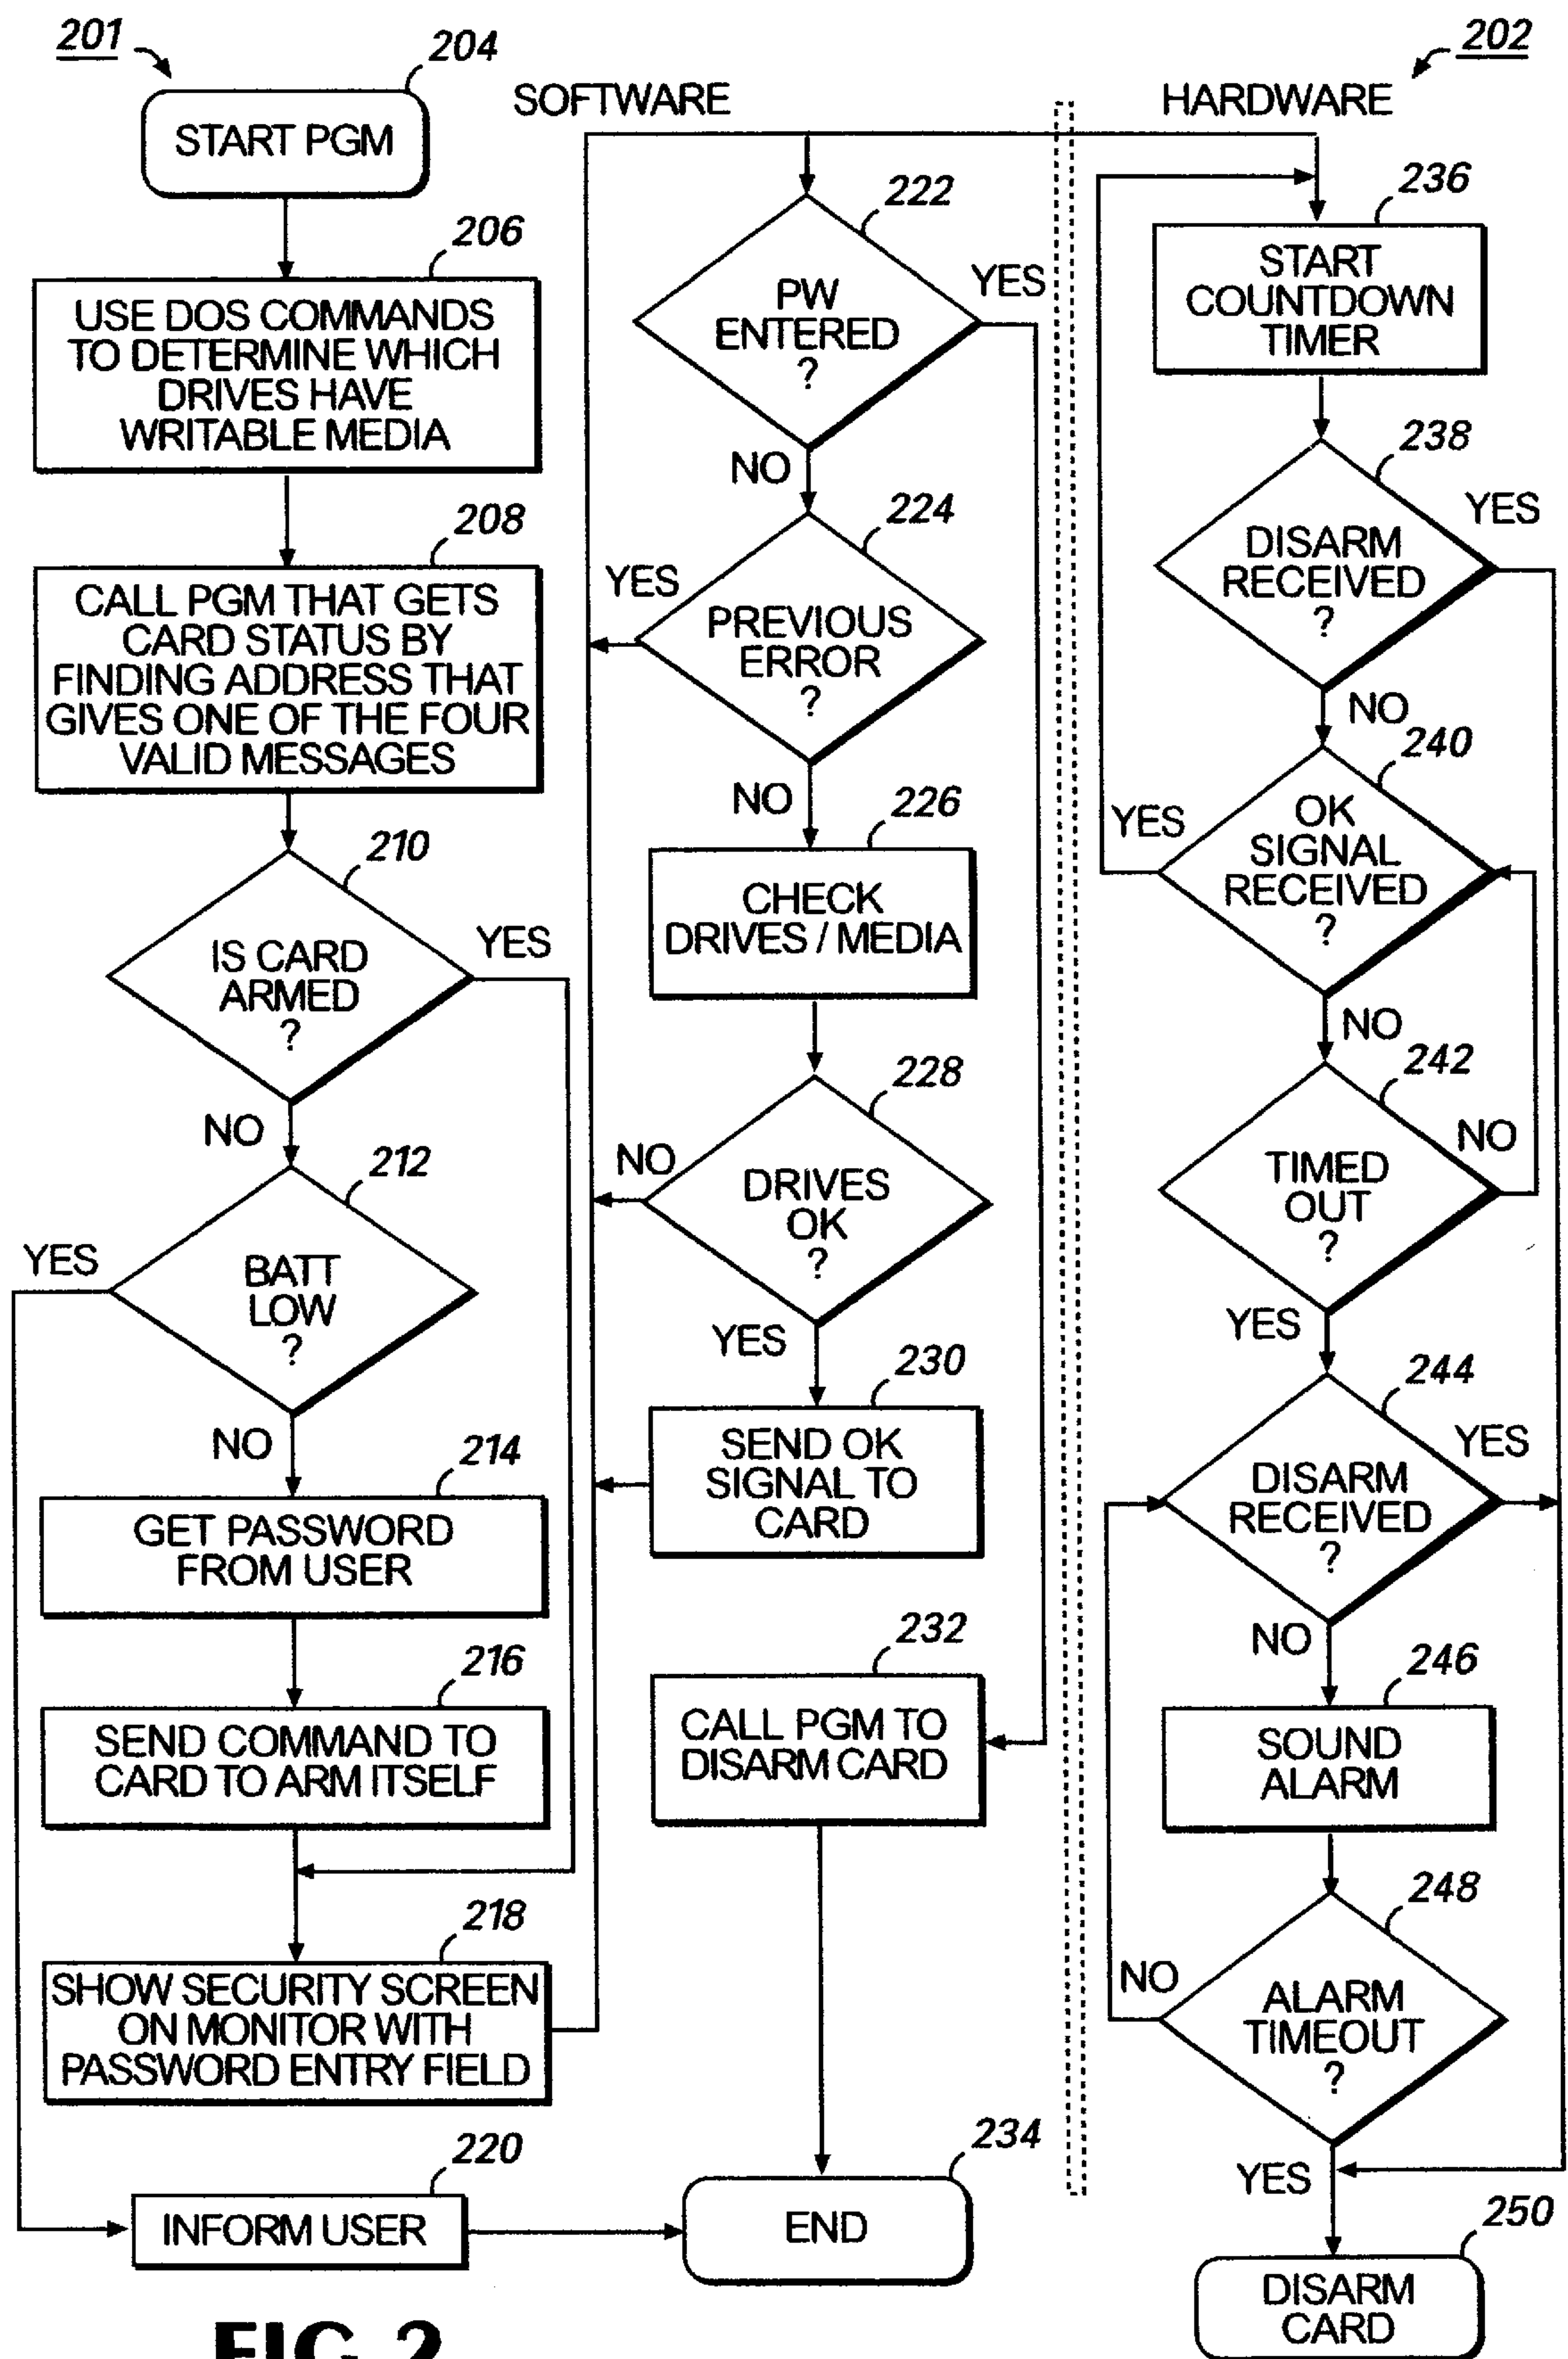 201
204
START PGM
206
USE DOS COMMANDS
TO DETERMINE WHICH
DRIVES HAVE
WRITABLE MEDIA
208
CALL PGM THAT GETS
CARD STATUS BY
FINDING ADDRESS THAT
GIVES ONE OF THE FOUR
VALID MESSAGES
210
IS CARD
ARMED
?
YES
NO
212
BATT
LOW
?
YES
NO
214
GET PASSWORD
FROM USER
216
SEND COMMAND TO
CARD TO ARM ITSELF
218
SHOW SECURITY SCREEN
ON MONITOR WITH
PASSWORD ENTRY FIELD
220
INFORM USER
SOFTWARE
222
PW
ENTERED
?
YES
NO
224
PREVIOUS
ERROR
?
YES
NO
226
CHECK
DRIVES / MEDIA
228
DRIVES
OK
?
NO
YES
230
SEND OK
SIGNAL TO
CARD
232
CALL PGM TO
DISARM CARD
234
END
202
HARDWARE
236
START
COUNTDOWN
TIMER
238
DISARM
RECEIVED
?
YES
NO
240
OK
SIGNAL
RECEIVED
?
YES
NO
242
TIMED
OUT
?
NO
YES
244
DISARM
RECEIVED
?
YES
NO
246
SOUND
ALARM
248
ALARM
TIMEOUT
?
NO
YES
250
DISARM
CARD
FIG. 2